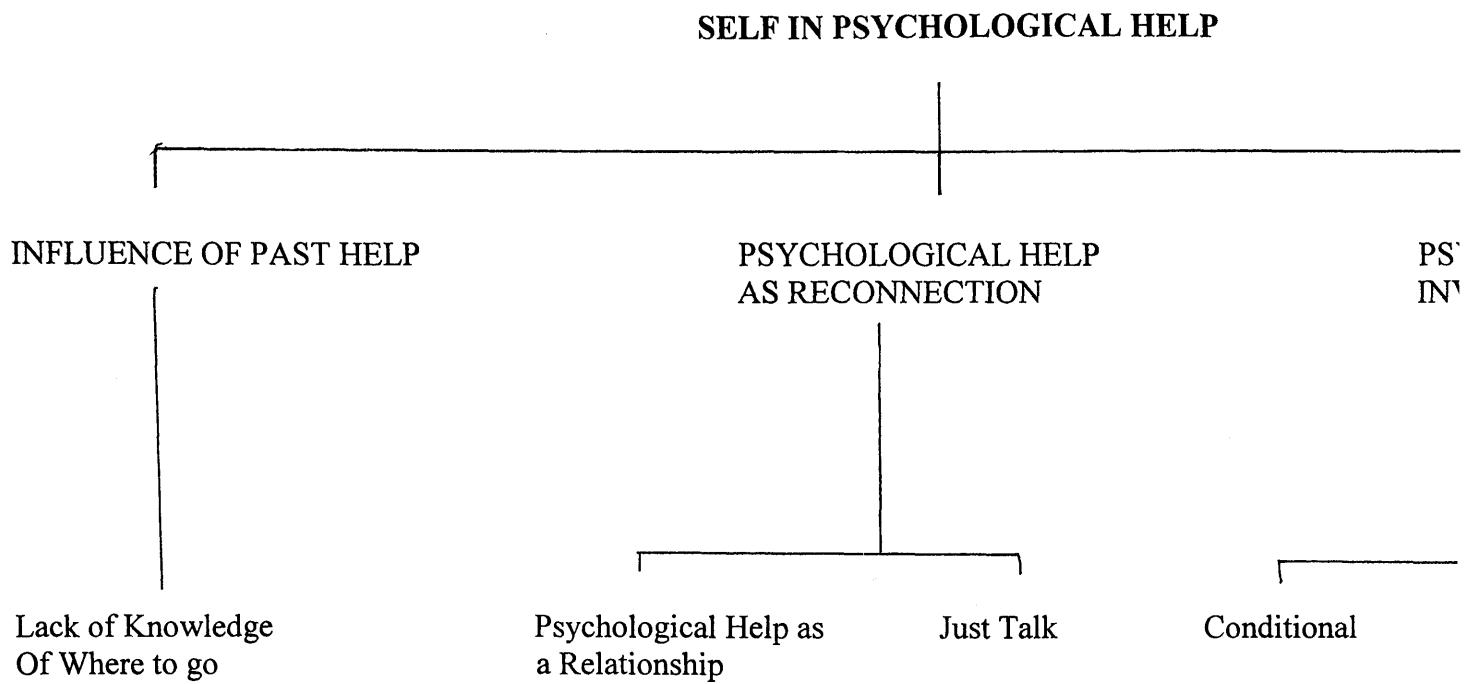 SELF IN PSYCHOLOGICAL HELP
INFLUENCE OF PAST HELP
PSYCHOLOGICAL HELP
AS RECONNECTION
Lack of Knowledge
Of Where to go
Psychological Help as
a Relationship
Just Talk
Conditional